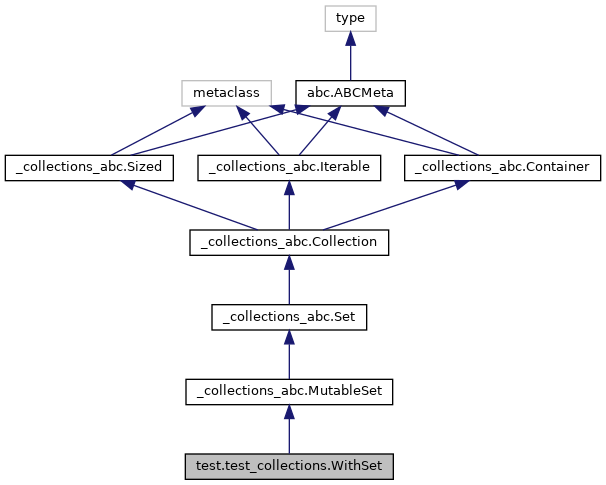 type
metaclass
abc.ABCMeta
_collections_abc.Sized
_collections_abc.Iterable
_collections_abc.Container
_collections_abc.Collection
_collections_abc.Set
_collections_abc.MutableSet
test.test_collections.WithSet